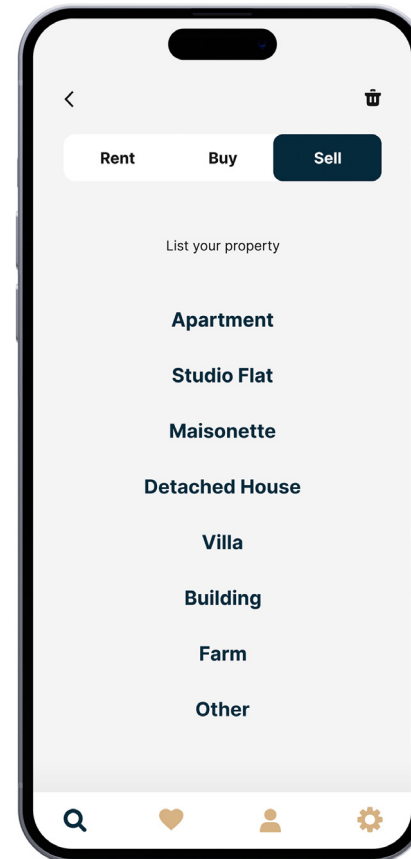 Rent Buy Sell
List your property
Apartment
Studio Flat
Maisonette
Detached House
Villa
Building
Farm
Other